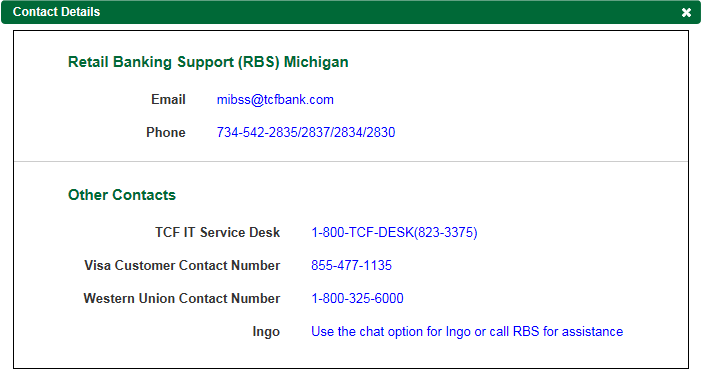 Contact Details
Retail Banking Support (RBS) Michigan
Email mibss@tcfbank.com
Phone 734-542-2835/2837/2834/2830
Other Contacts
TCF IT Service Desk 1-800-TCF-DESK(823-3375)
Visa Customer Contact Number 855-477-1135
Western Union Contact Number 1-800-325-6000
Ingo Use the chat option for Ingo or call RBS for assistance